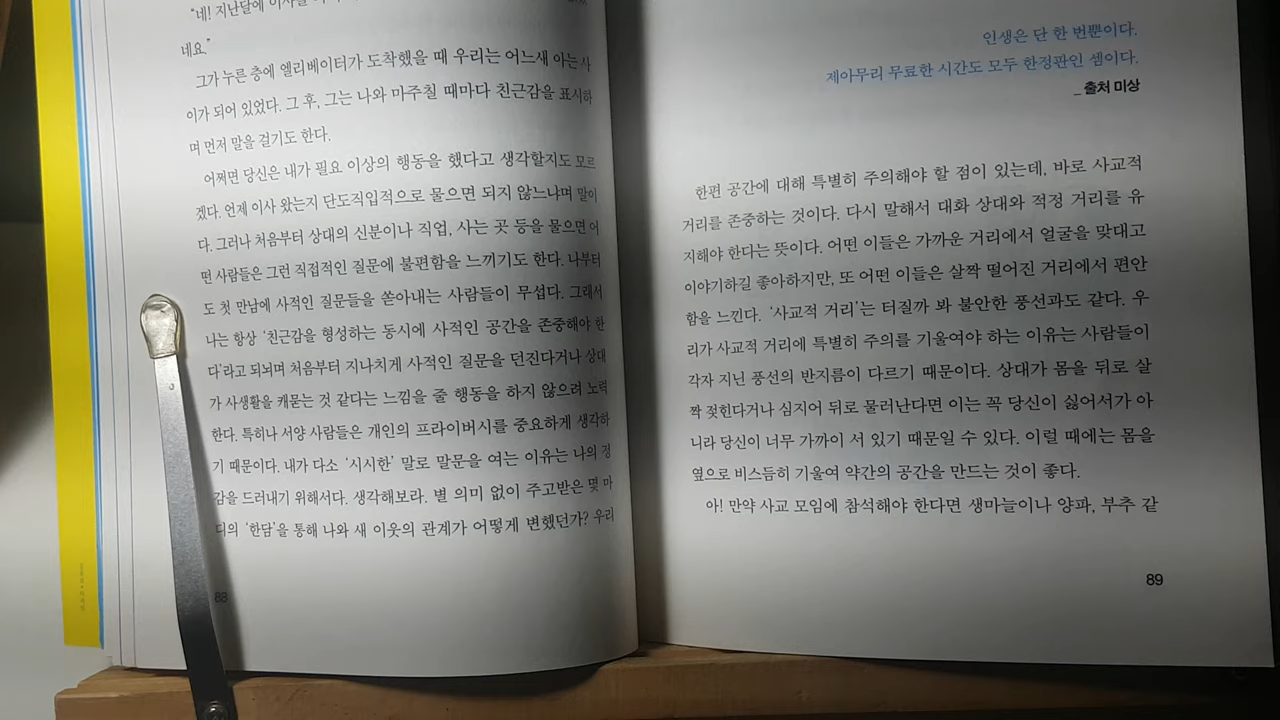 “네! 지난달에 이사를
네요.”
그가 누른 층에 엘리베이터가 도착했을 때 우리는 어느새 아는 사
이가 되어 있었다. 그 후, 그는 나와 마주칠 때마다 친근감을 표시하
며 먼저 말을 걸기도 한다.
어쩌면 당신은 내가 필요 이상의 행동을 했다고 생각할지도 모르
겠다. 언제 이사 왔는지 단도직입적으로 물으면 되지 않느냐며 말이
다. 그러나 처음부터 상대의 신분이나 직업, 사는 곳 등을 물으면 어
떤 사람들은 그런 직접적인 질문에 불편함을 느끼기도 한다. 나부터
도 첫 만남에 사적인 질문들을 쏟아내는 사람들이 무섭다. 그래서
나는 항상 ‘친근감을 형성하는 동시에 사적인 공간을 존중해야 한
다’라고 되뇌며 처음부터 지나치게 사적인 질문을 던진다거나 상대
가 사생활을 캐묻는 것 같다는 느낌을 줄 행동을 하지 않으려 노력
한다. 특히나 서양 사람들은 개인의 프라이버시를 중요하게 생각하
기 때문이다. 내가 다소 ‘시시한’ 말로 말문을 여는 이유는 나의 정
감을 드러내기 위해서다. 생각해보라. 별 의미 없이 주고받은 몇 마
디의 ‘한담’을 통해 나와 새 이웃의 관계가 어떻게 변했던가? 우리
88
인생은 단 한 번뿐이다.
제아무리 무료한 시간도 모두 한정판인 셈이다.
_ 출처 미상
한편 공간에 대해 특별히 주의해야 할 점이 있는데, 바로 사교적
거리를 존중하는 것이다. 다시 말해서 대화 상대와 적정 거리를 유
지해야 한다는 뜻이다. 어떤 이들은 가까운 거리에서 얼굴을 맞대고
이야기하길 좋아하지만, 또 어떤 이들은 살짝 떨어진 거리에서 편안
함을 느낀다. ‘사교적 거리’는 터질까 봐 불안한 풍선과도 같다. 우
리가 사교적 거리에 특별히 주의를 기울여야 하는 이유는 사람들이
각자 지닌 풍선의 반지름이 다르기 때문이다. 상대가 몸을 뒤로 살
짝 젖힌다거나 심지어 뒤로 물러난다면 이는 꼭 당신이 싫어서가 아
니라 당신이 너무 가까이 서 있기 때문일 수 있다. 이럴 때에는 몸을
옆으로 비스듬히 기울여 약간의 공간을 만드는 것이 좋다.
아! 만약 사교 모임에 참석해야 한다면 생마늘이나 양파, 부추 같
89